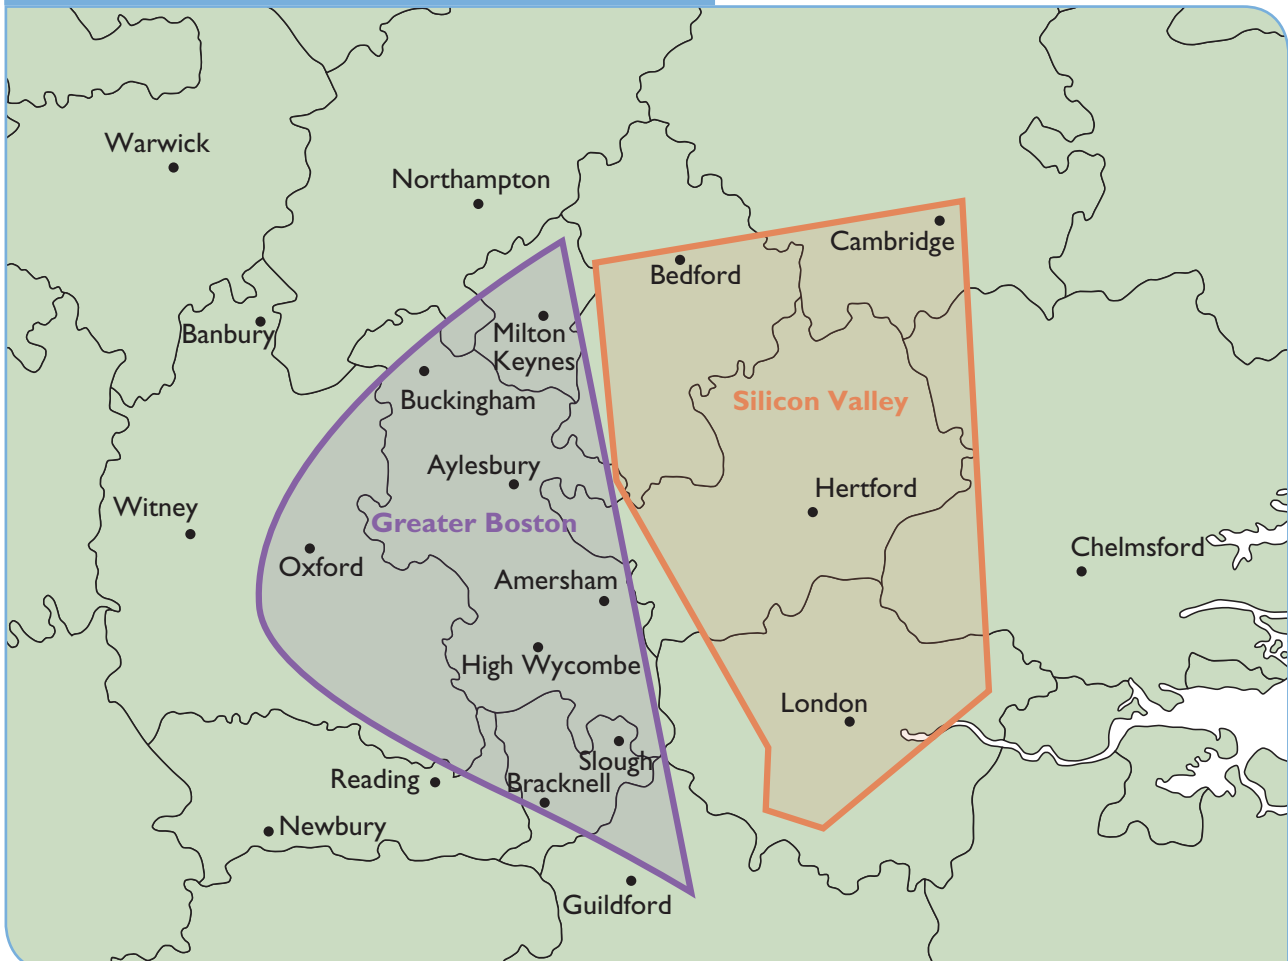 Warwick
Northampton
Cambridge
Bedford
Banbury
Milton
Keynes
Buckingham
Silicon Valley
Aylesbury
Hertford
Witney
Greater Boston
Chelmsford
Oxford
Amersham
High Wycombe
London
Slough
Reading
Bracknell
Newbury
Guildford